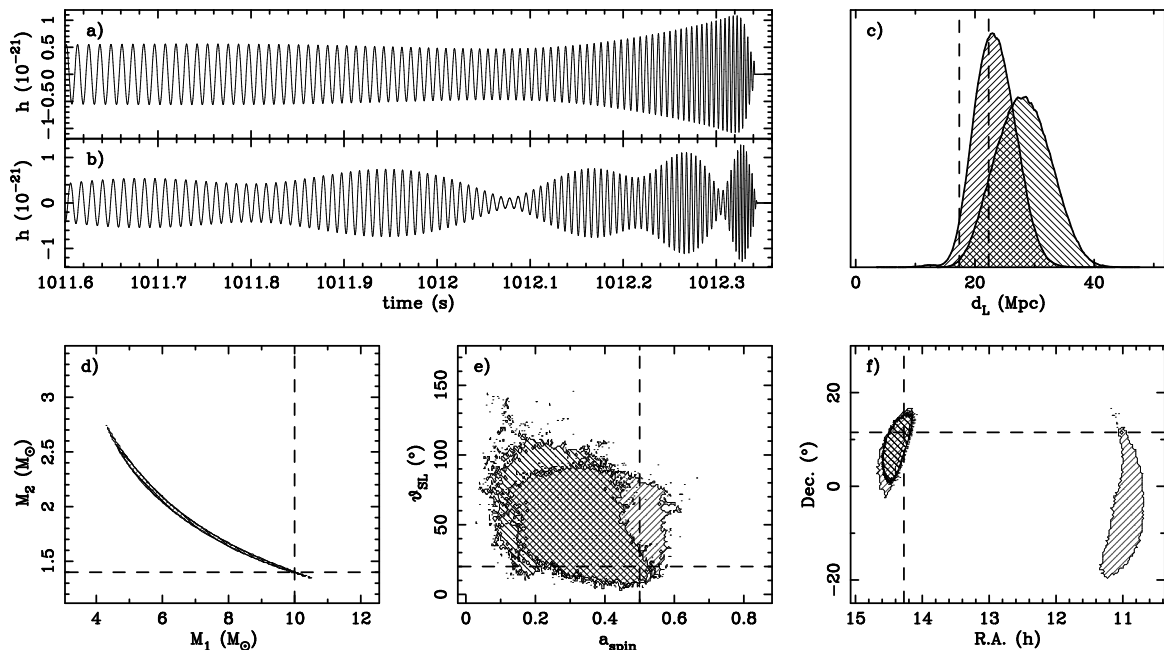 a)
h (10⁻²¹)
−1 −0.5 0 0.5 1
b)
h (10⁻²¹)
−1 0 1
1011.6 1011.7 1011.8 1011.9 1012 1012.1 1012.2 1012.3
time (s)
c)
0 20 40
d_L (Mpc)
d)
M₂ (M_⊙)
1.5 2 2.5 3
4 6 8 10 12
M₁ (M_⊙)
e)
ϑ_SL (°)
0 50 100 150
0 0.2 0.4 0.6 0.8
a_spin
f)
Dec. (°)
−20 0 20
15 14 13 12 11
R.A. (h)